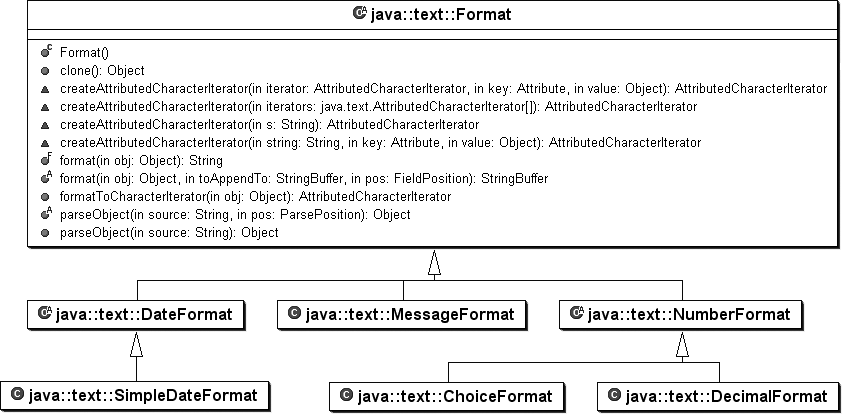 java::text::Format
Format()
clone(): Object
createAttributedCharacterIterator(in iterator: AttributedCharacterIterator, in key: Attribute, in value: Object): AttributedCharacterIterator
createAttributedCharacterIterator(in iterators: java.text.AttributedCharacterIterator[]): AttributedCharacterIterator
createAttributedCharacterIterator(in s: String): AttributedCharacterIterator
createAttributedCharacterIterator(in string: String, in key: Attribute, in value: Object): AttributedCharacterIterator
format(in obj: Object): String
format(in obj: Object, in toAppendTo: StringBuffer, in pos: FieldPosition): StringBuffer
formatToCharacterIterator(in obj: Object): AttributedCharacterIterator
parseObject(in source: String, in pos: ParsePosition): Object
parseObject(in source: String): Object
java::text::DateFormat
java::text::MessageFormat
java::text::NumberFormat
java::text::SimpleDateFormat
java::text::ChoiceFormat
java::text::DecimalFormat